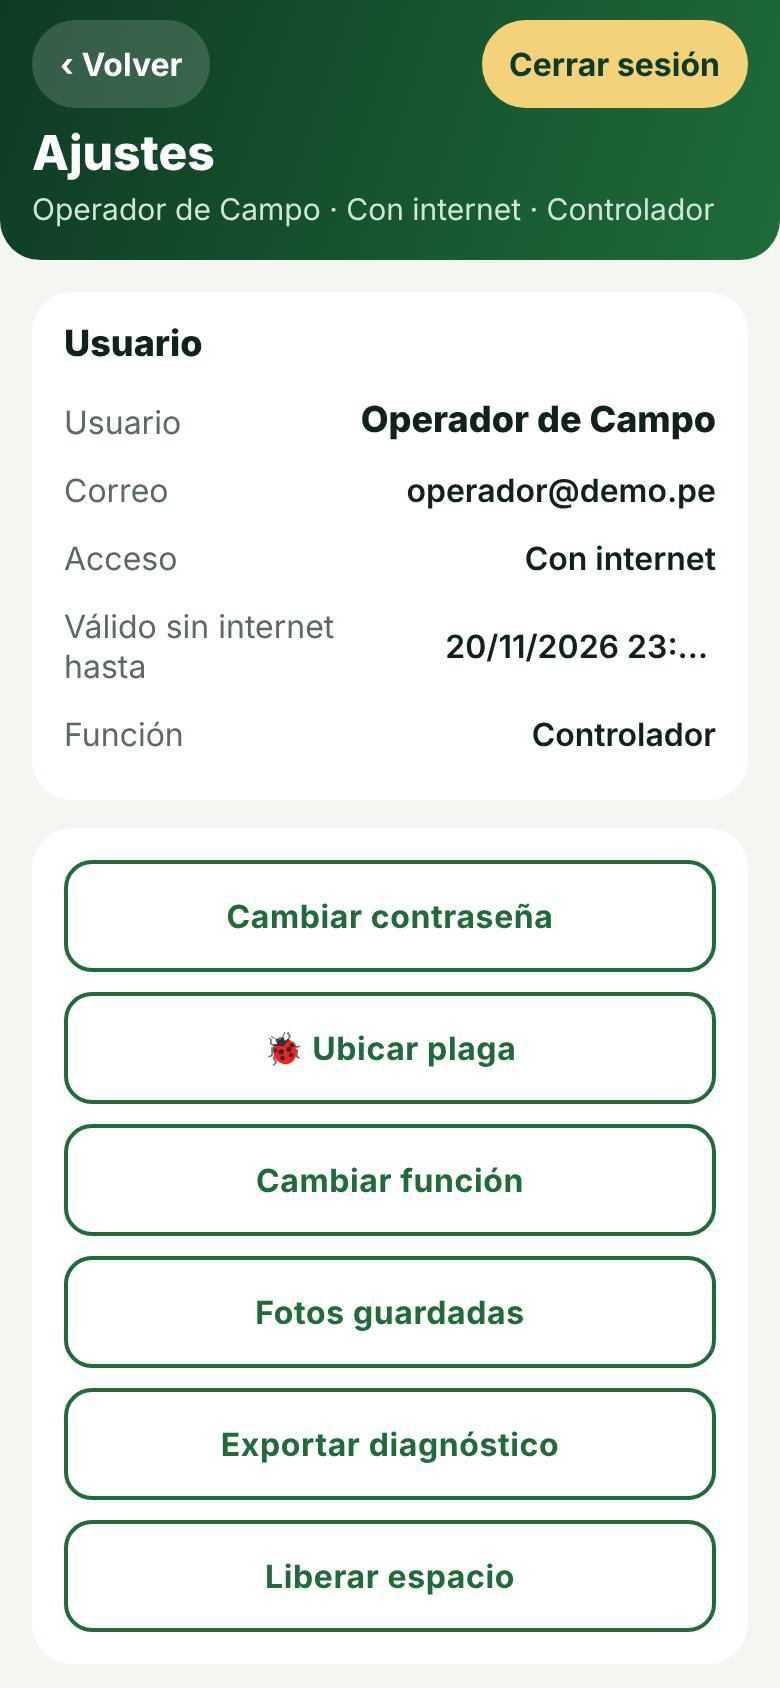 ‹ Volver
Cerrar sesión
Ajustes
Operador de Campo · Con internet · Controlador
Usuario
Usuario
Operador de Campo
Correo
operador@demo.pe
Acceso
Con internet
Válido sin internet
hasta
20/11/2026 23:...
Función
Controlador
Cambiar contraseña
🐞 Ubicar plaga
Cambiar función
Fotos guardadas
Exportar diagnóstico
Liberar espacio